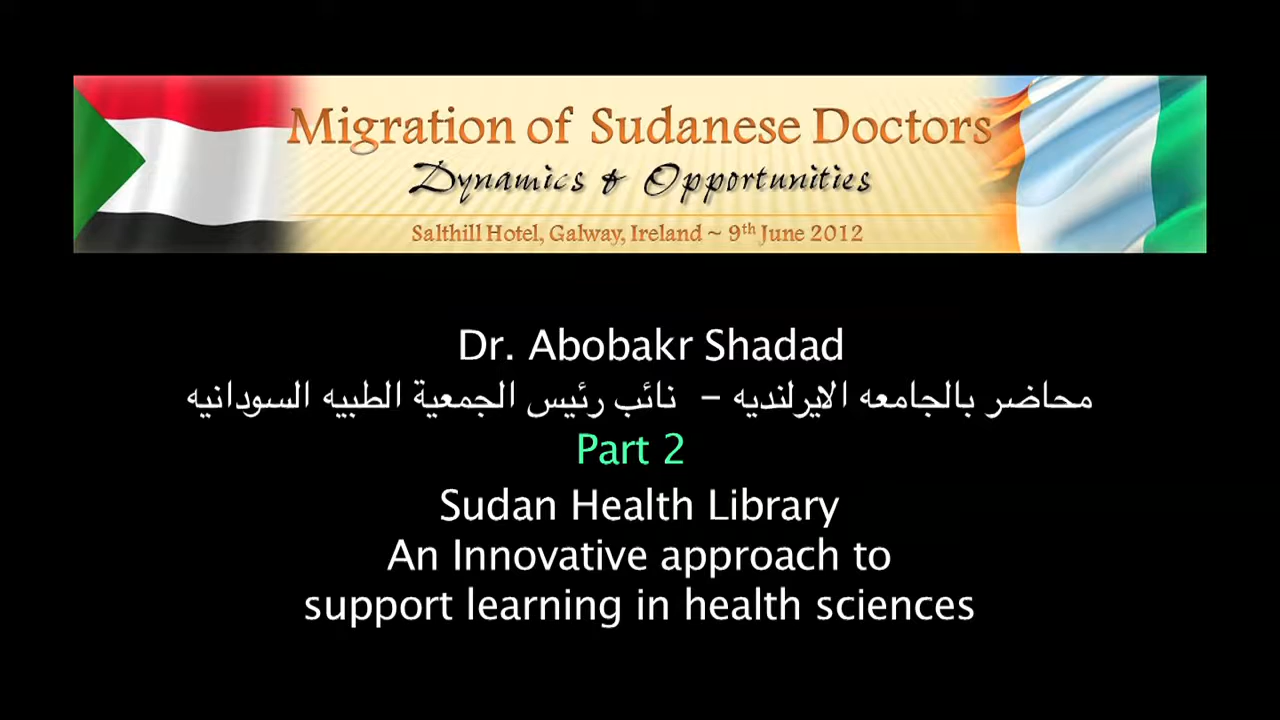 Migration of Sudanese Doctors
Dynamics & Opportunities
Salthill Hotel, Galway, Ireland ~ 9th June 2012
Dr. Abobakr Shadad
محاضر بالجامعه الايرلنديه – نائب رئيس الجمعية الطبيه السودانيه
Part 2
Sudan Health Library
An Innovative approach to
support learning in health sciences